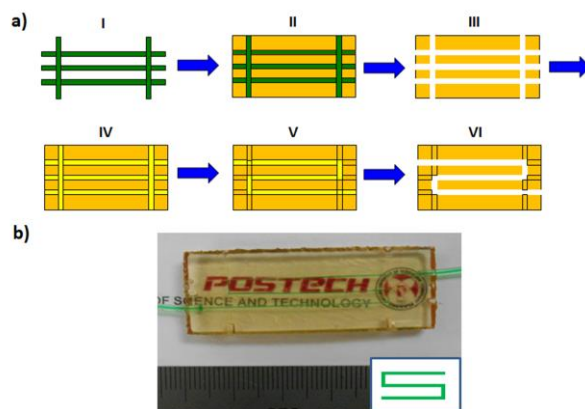 a)
I II III
IV V VI
b)
POSTECH
OF SCIENCE AND TECHNOLOGY